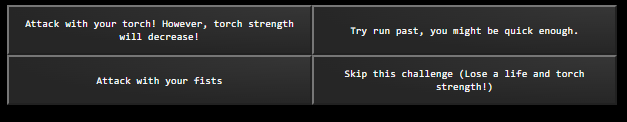 Attack with your torch! However, torch strength
will decrease!
Try run past, you might be quick enough.
Attack with your fists
Skip this challenge (Lose a life and torch
strength!)